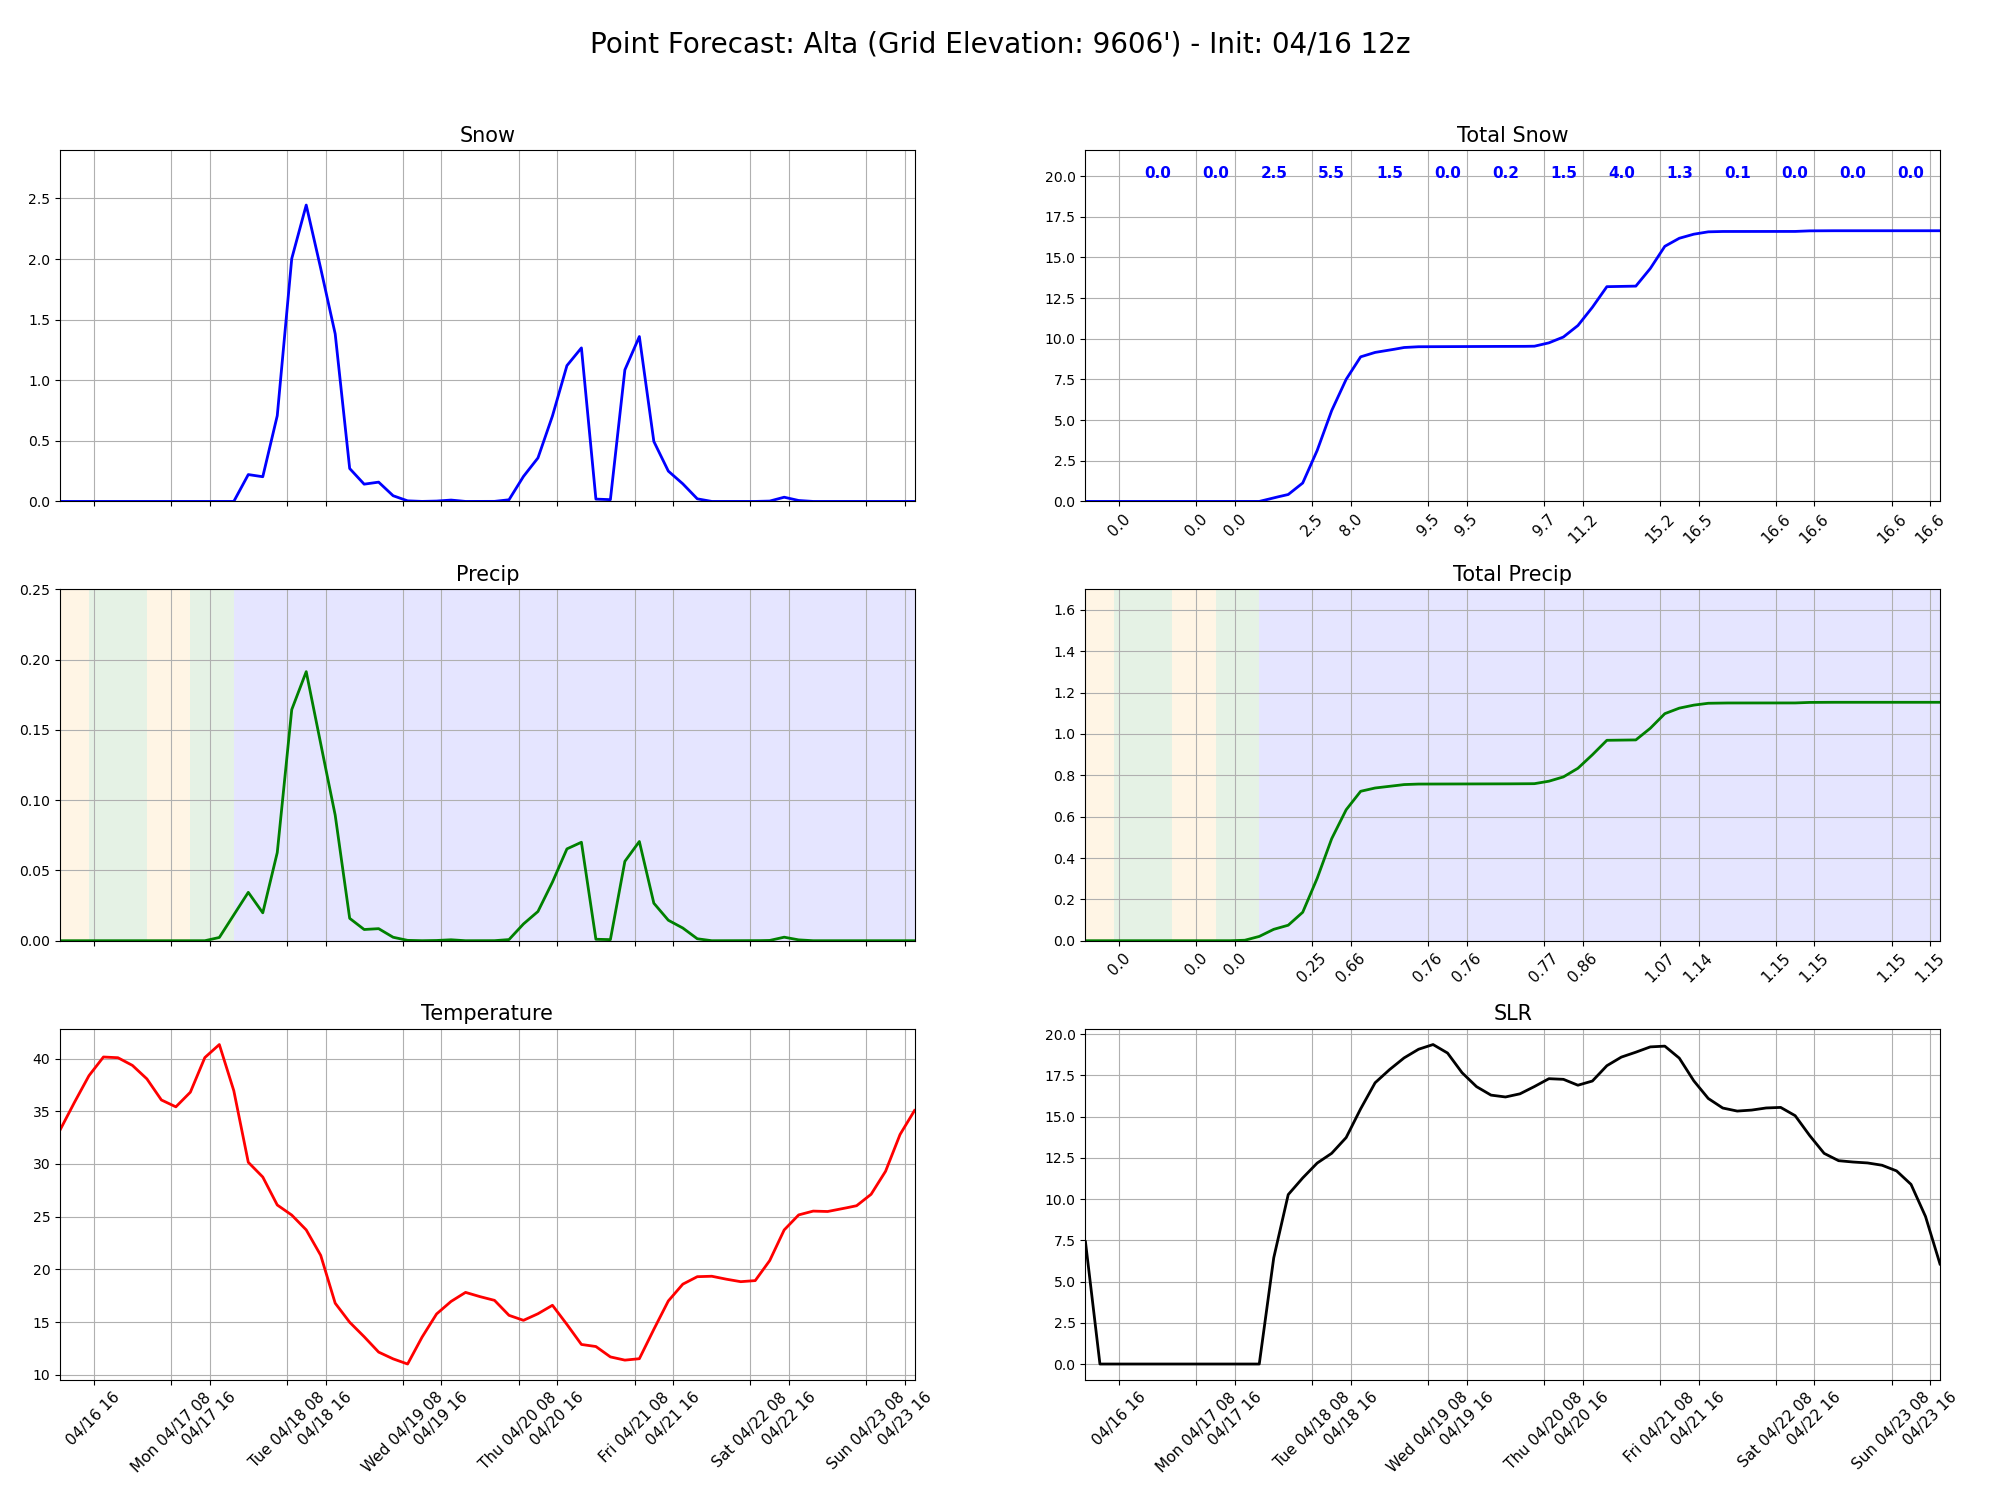 Point Forecast: Alta (Grid Elevation: 9606') - Init: 04/16 12z
Snow
2.5
2.0
1.5
1.0
0.5
0.0
Total Snow
0.0 0.0 2.5 5.5 1.5 0.0 0.2 1.5 4.0 1.3 0.1 0.0 0.0 0.0
20.0
17.5
15.0
12.5
10.0
7.5
5.0
2.5
0.0
0.0 0.0 0.0 2.5 8.0 9.5 9.5 9.7 11.2 15.2 16.5 16.6 16.6 16.6 16.6
Precip
0.25
0.20
0.15
0.10
0.05
0.00
Total Precip
1.6
1.4
1.2
1.0
0.8
0.6
0.4
0.2
0.0
0.0 0.0 0.0 0.25 0.66 0.76 0.76 0.77 0.86 1.07 1.14 1.15 1.15 1.15 1.15
Temperature
40
35
30
25
20
15
10
04/16 16
Mon 04/17 08
04/17 16
Tue 04/18 08
04/18 16
Wed 04/19 08
04/19 16
Thu 04/20 08
04/20 16
Fri 04/21 08
04/21 16
Sat 04/22 08
04/22 16
Sun 04/23 08
04/23 16
SLR
20.0
17.5
15.0
12.5
10.0
7.5
5.0
2.5
0.0
04/16 16
Mon 04/17 08
04/17 16
Tue 04/18 08
04/18 16
Wed 04/19 08
04/19 16
Thu 04/20 08
04/20 16
Fri 04/21 08
04/21 16
Sat 04/22 08
04/22 16
Sun 04/23 08
04/23 16